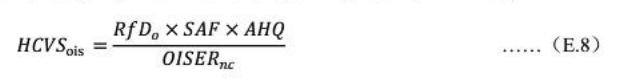 HCVS_ois = (RfD_o × SAF × AHQ) / OISER_nc ……（E.8）